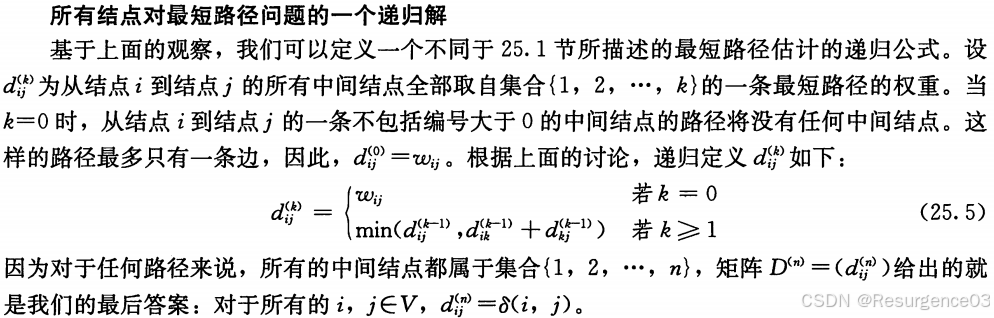 所有结点对最短路径问题的一个递归解
基于上面的观察，我们可以定义一个不同于 25.1 节所描述的最短路径估计的递归公式。设
d_{ij}^{(k)}为从结点 i 到结点 j 的所有中间结点全部取自集合{1，2，…，k}的一条最短路径的权重。当
k=0 时，从结点 i 到结点 j 的一条不包括编号大于 0 的中间结点的路径将没有任何中间结点。这
样的路径最多只有一条边，因此，d_{ij}^{(0)}=w_{ij}。根据上面的讨论，递归定义 d_{ij}^{(k)}如下：
d_{ij}^{(k)} = { w_{ij} 若 k = 0
min(d_{ij}^{(k-1)},d_{ik}^{(k-1)}+d_{kj}^{(k-1)}) 若 k≥1 (25.5)
因为对于任何路径来说，所有的中间结点都属于集合{1，2，…，n}，矩阵 D^{(n)}=(d_{ij}^{(n)})给出的就
是我们的最后答案：对于所有的 i，j∈V，d_{ij}^{(n)}=δ(i，j)。
CSDN @Resurgence03